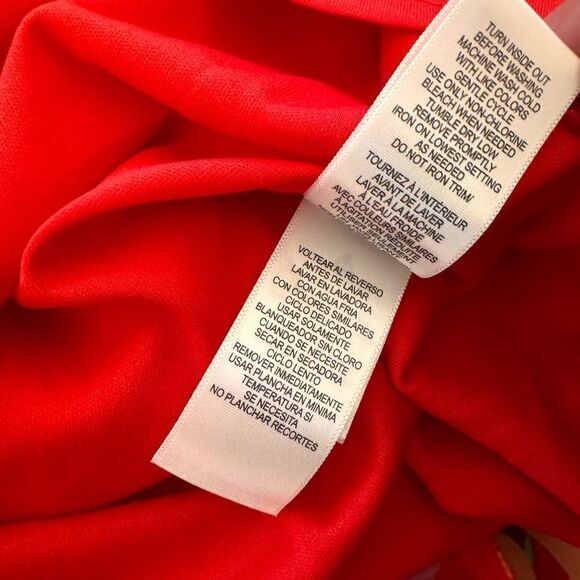 TURN INSIDE OUT
BEFORE WASHING
MACHINE WASH COLD
WITH LIKE COLORS
GENTLE CYCLE
USE ONLY NON-CHLORINE
BLEACH WHEN NEEDED
TUMBLE DRY LOW
REMOVE PROMPTLY
IRON ON LOWEST SETTING
AS NEEDED
DO NOT IRON TRIM/
TOURNEZ À L'INTÉRIEUR
AVANT DE LAVER
LAVER À LA MACHINE
À L'EAU FROIDE
AVEC COULEURS SIMILAIRES
L'AGITATION RÉDUITE
VOLTEAR AL REVERSO
ANTES DE LAVAR
LAVAR EN LAVADORA
CON AGUA FRIA
CON COLORES SIMILARES
CICLO DELICADO
USAR SOLAMENTE
BLANQUEADOR SIN CLORO
CUANDO SE NECESITE
SECAR EN SECADORA
CICLO LENTO
REMOVER INMEDIATAMENTE
USAR PLANCHA EN MINIMA
TEMPERATURA SI
SE NECESITA
NO PLANCHAR RECORTES